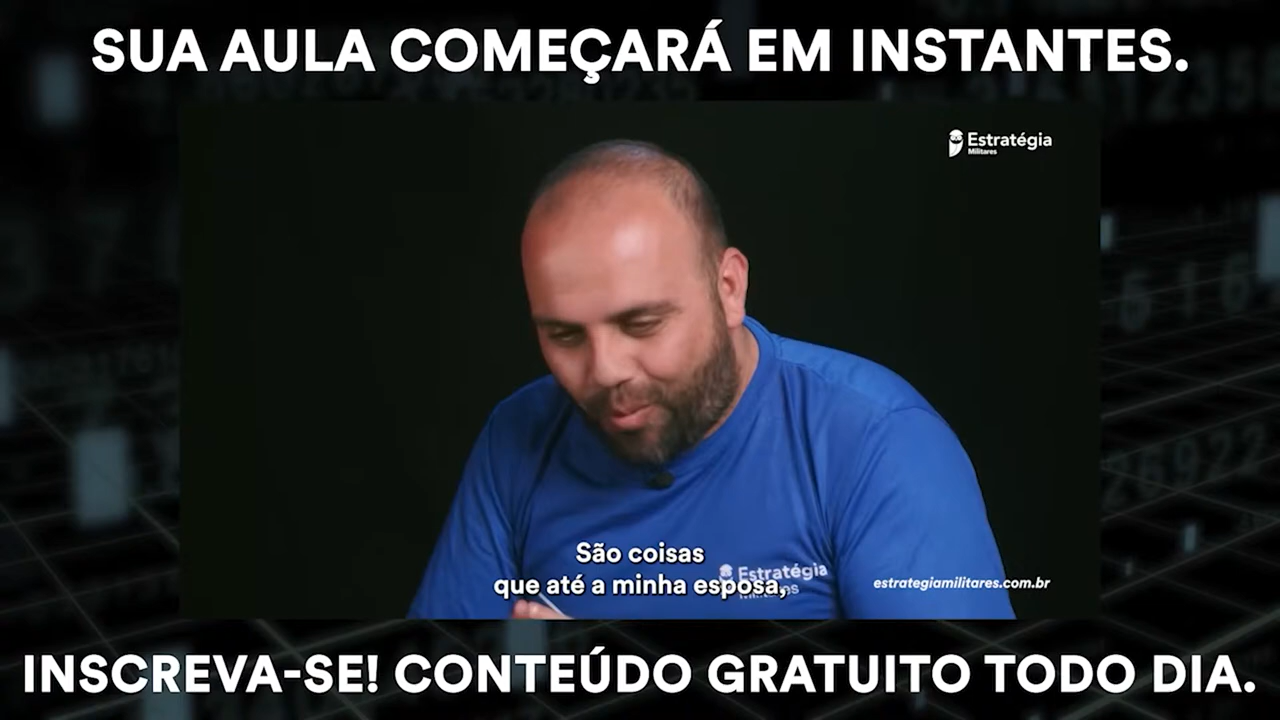 SUA AULA COMEÇARÁ EM INSTANTES.
Estratégia
Militares
São coisas
Estratégia
que até a minha esposa,
estrategiamilitares.com.br
INSCREVA-SE! CONTEÚDO GRATUITO TODO DIA.